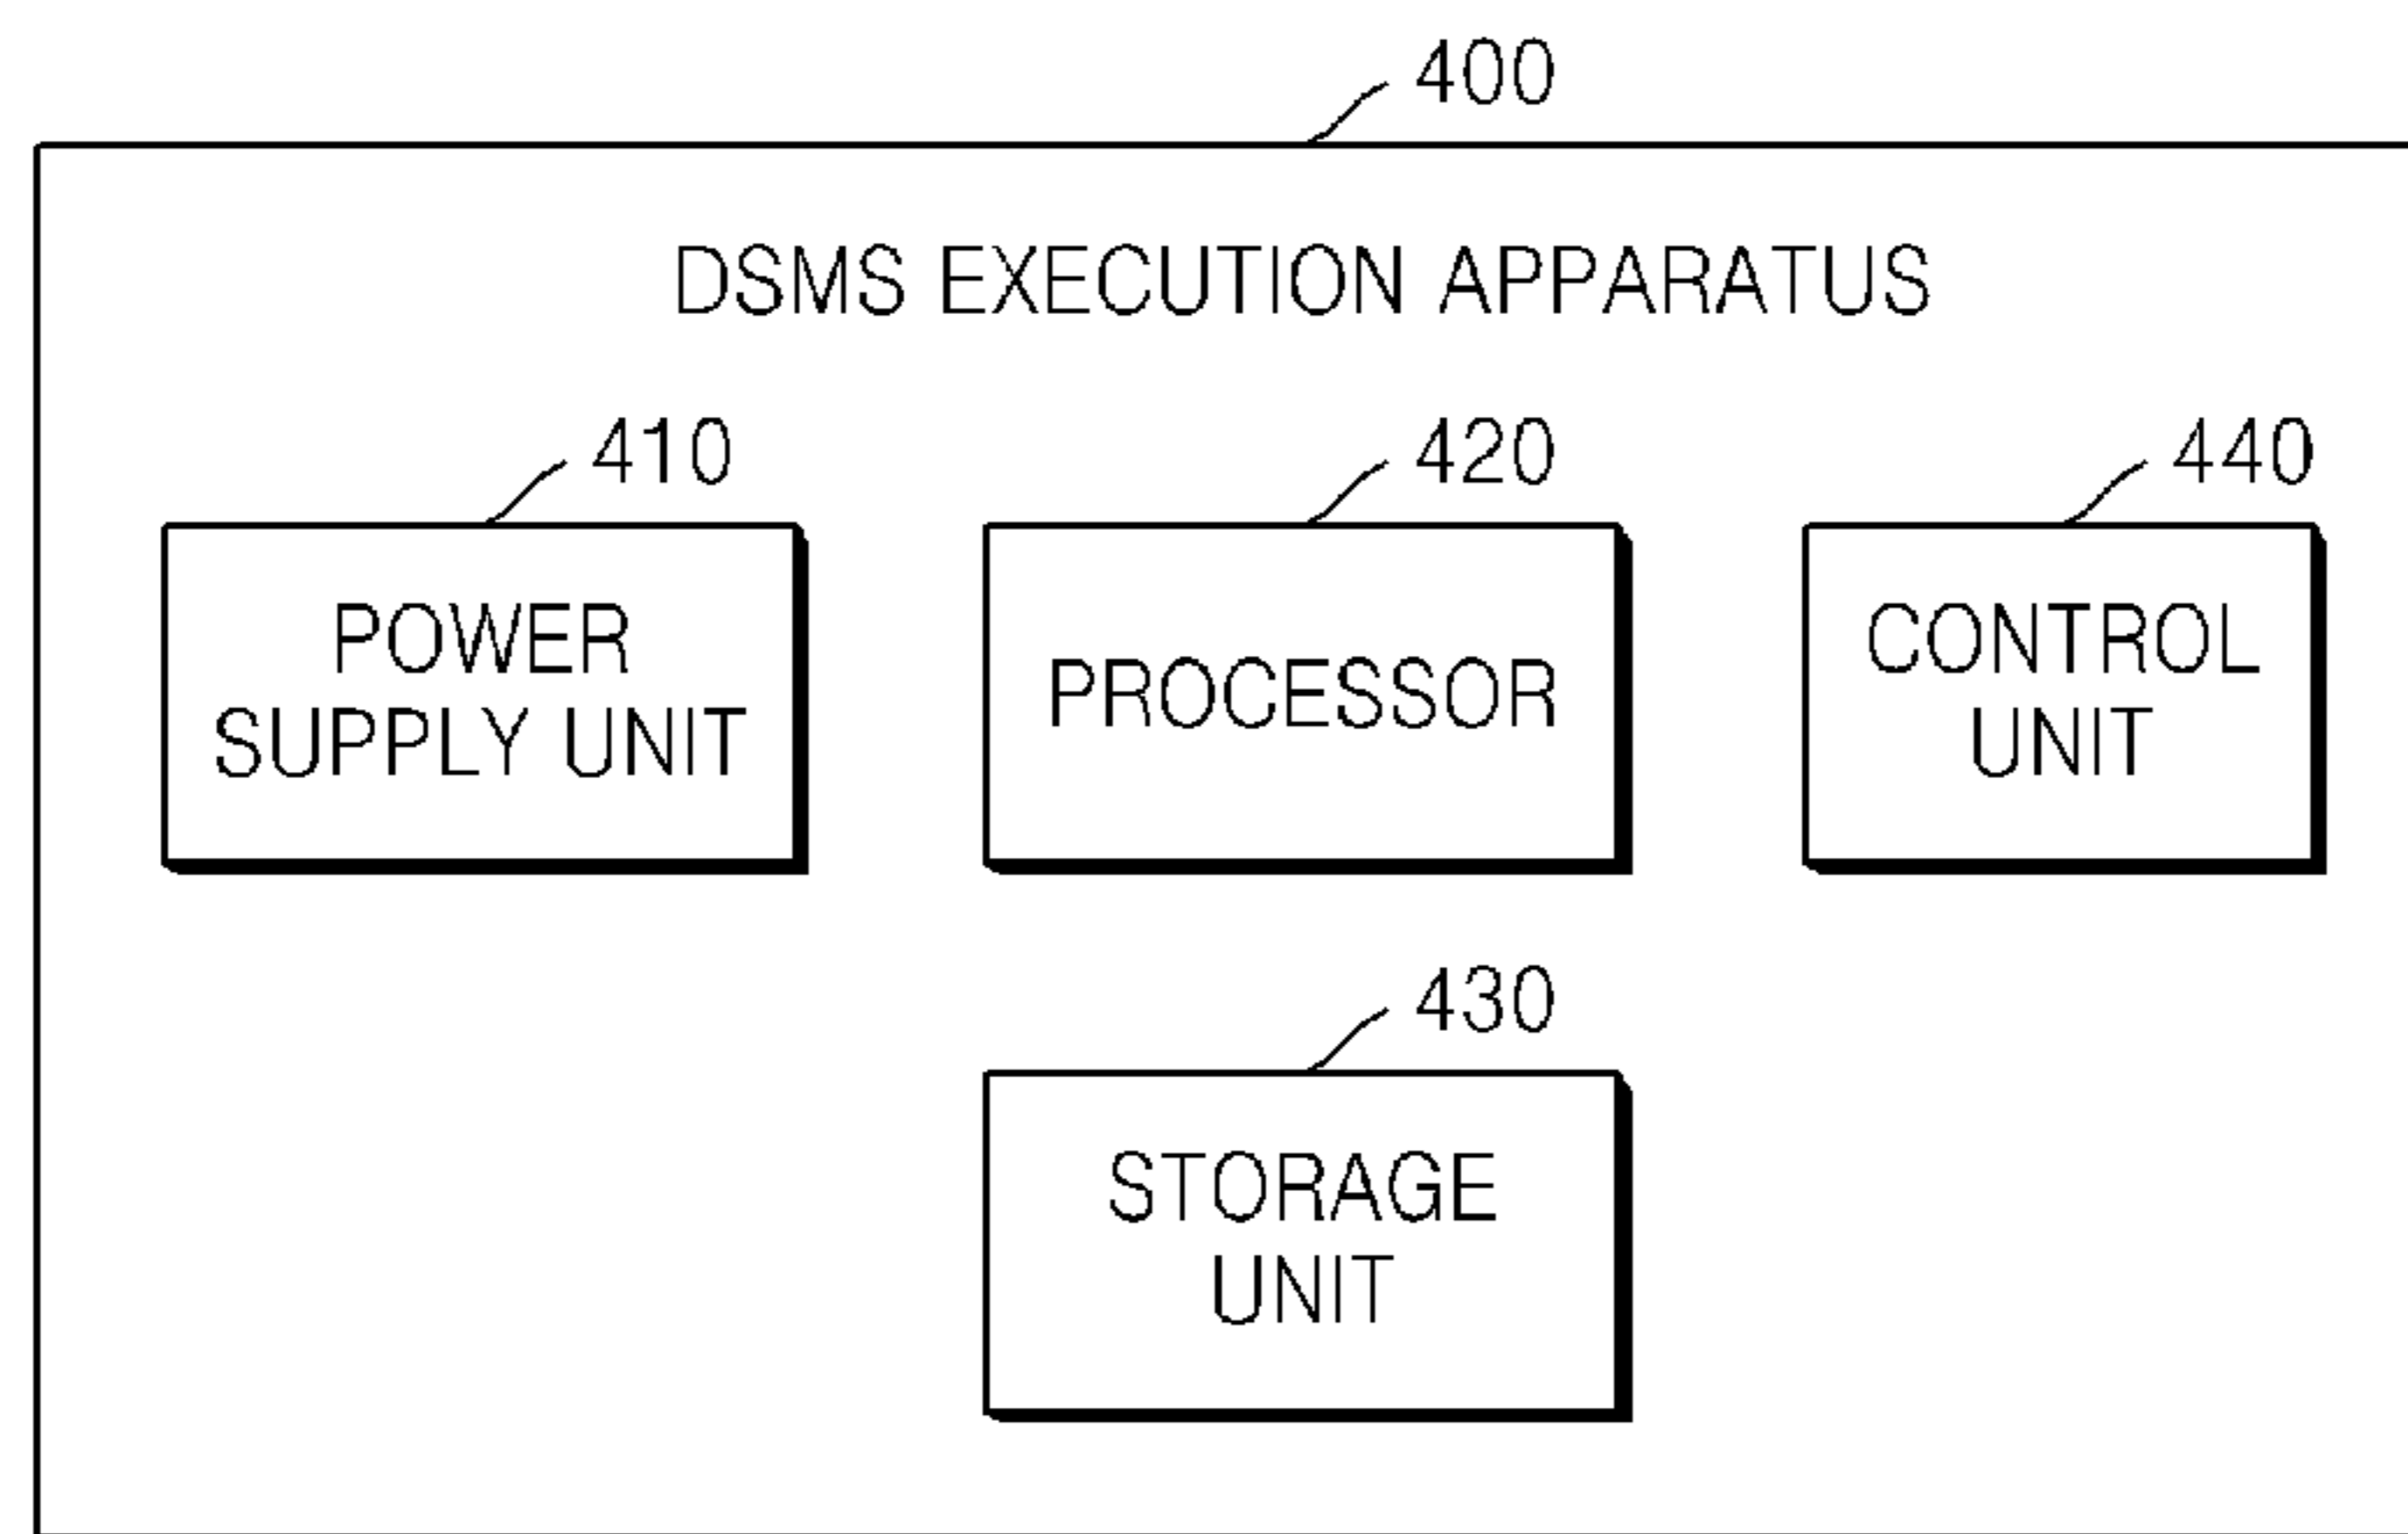 400
DSMS EXECUTION APPARATUS
410
420
440
POWER
SUPPLY UNIT
PROCESSOR
CONTROL
UNIT
430
STORAGE
UNIT